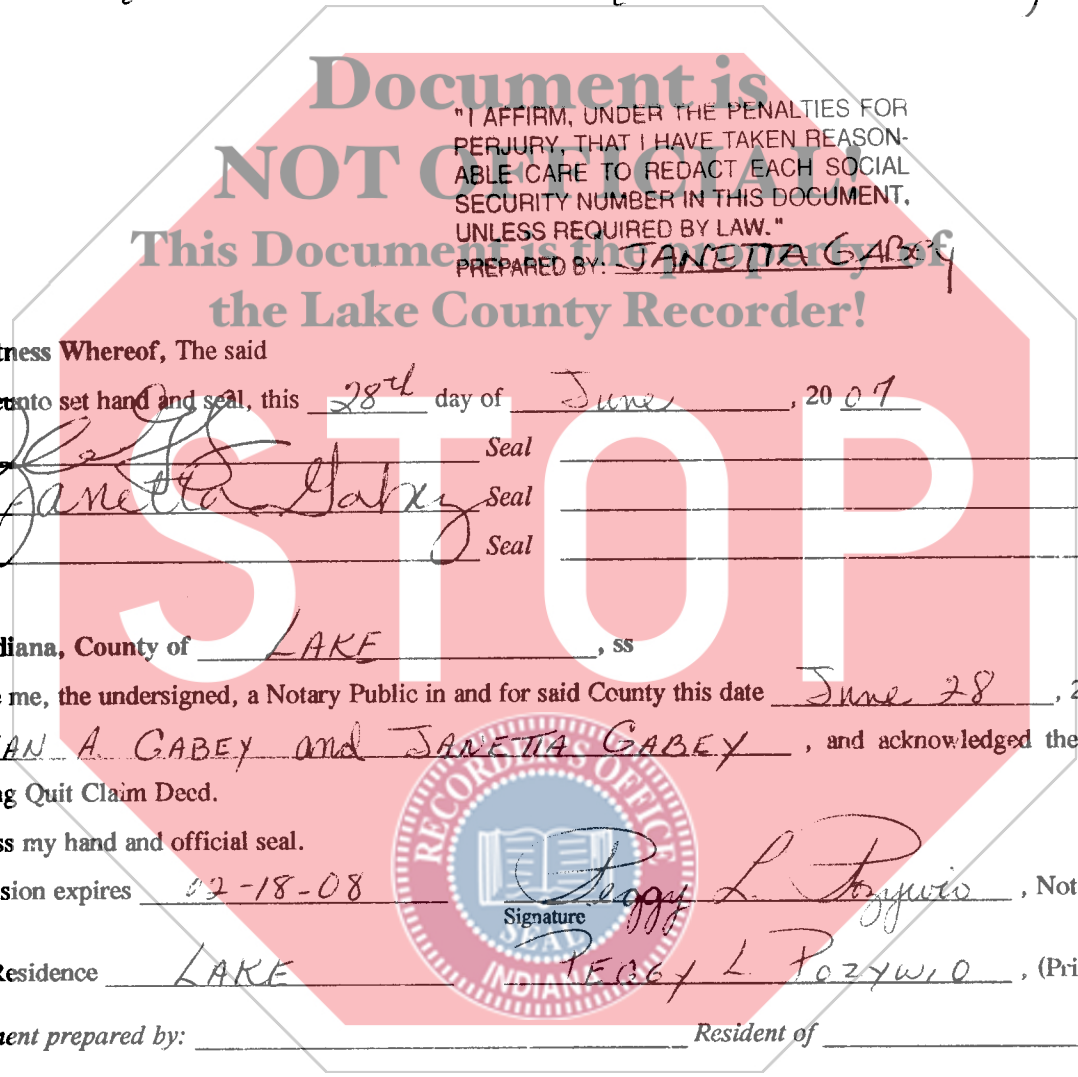 Document is
NOT OFFICIAL!
This Document is the property of
the Lake County Recorder!
"I AFFIRM, UNDER THE PENALTIES FOR
PERJURY, THAT I HAVE TAKEN REASON-
ABLE CARE TO REDACT EACH SOCIAL
SECURITY NUMBER IN THIS DOCUMENT,
UNLESS REQUIRED BY LAW."
PREPARED BY: JANETTA GABEY
tness Whereof, The said
eunto set hand and seal, this 28th day of June, 20 07
Seal
Janetta Gabey Seal
Seal
STOP
diana, County of LAKE, ss
e me, the undersigned, a Notary Public in and for said County this date June 28, 2
AN A. GABEY and JANETTA GABEY, and acknowledged the
ng Quit Claim Deed.
ss my hand and official seal.
sion expires 02-18-08 Peggy L. Pozywio, Not
Signature
Residence LAKE PEGGY L. POZYWIO, (Pri
ent prepared by: Resident of
RECORDER'S OFFICE
SEAL
INDIANA